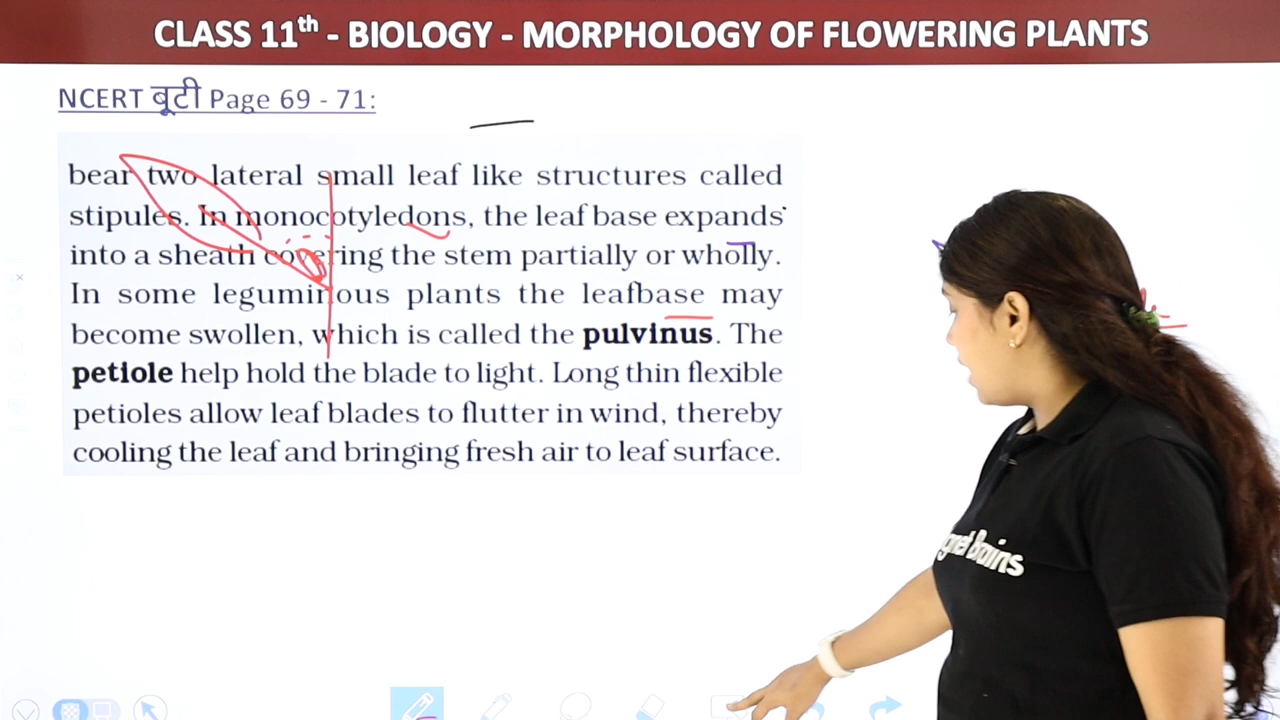 CLASS 11th - BIOLOGY - MORPHOLOGY OF FLOWERING PLANTS
NCERT बूटी Page 69 - 71:
bear two lateral small leaf like structures called
stipules. In monocotyledons, the leaf base expands
into a sheath covering the stem partially or wholly.
In some leguminous plants the leafbase may
become swollen, which is called the pulvinus. The
petiole help hold the blade to light. Long thin flexible
petioles allow leaf blades to flutter in wind, thereby
cooling the leaf and bringing fresh air to leaf surface.
Brains